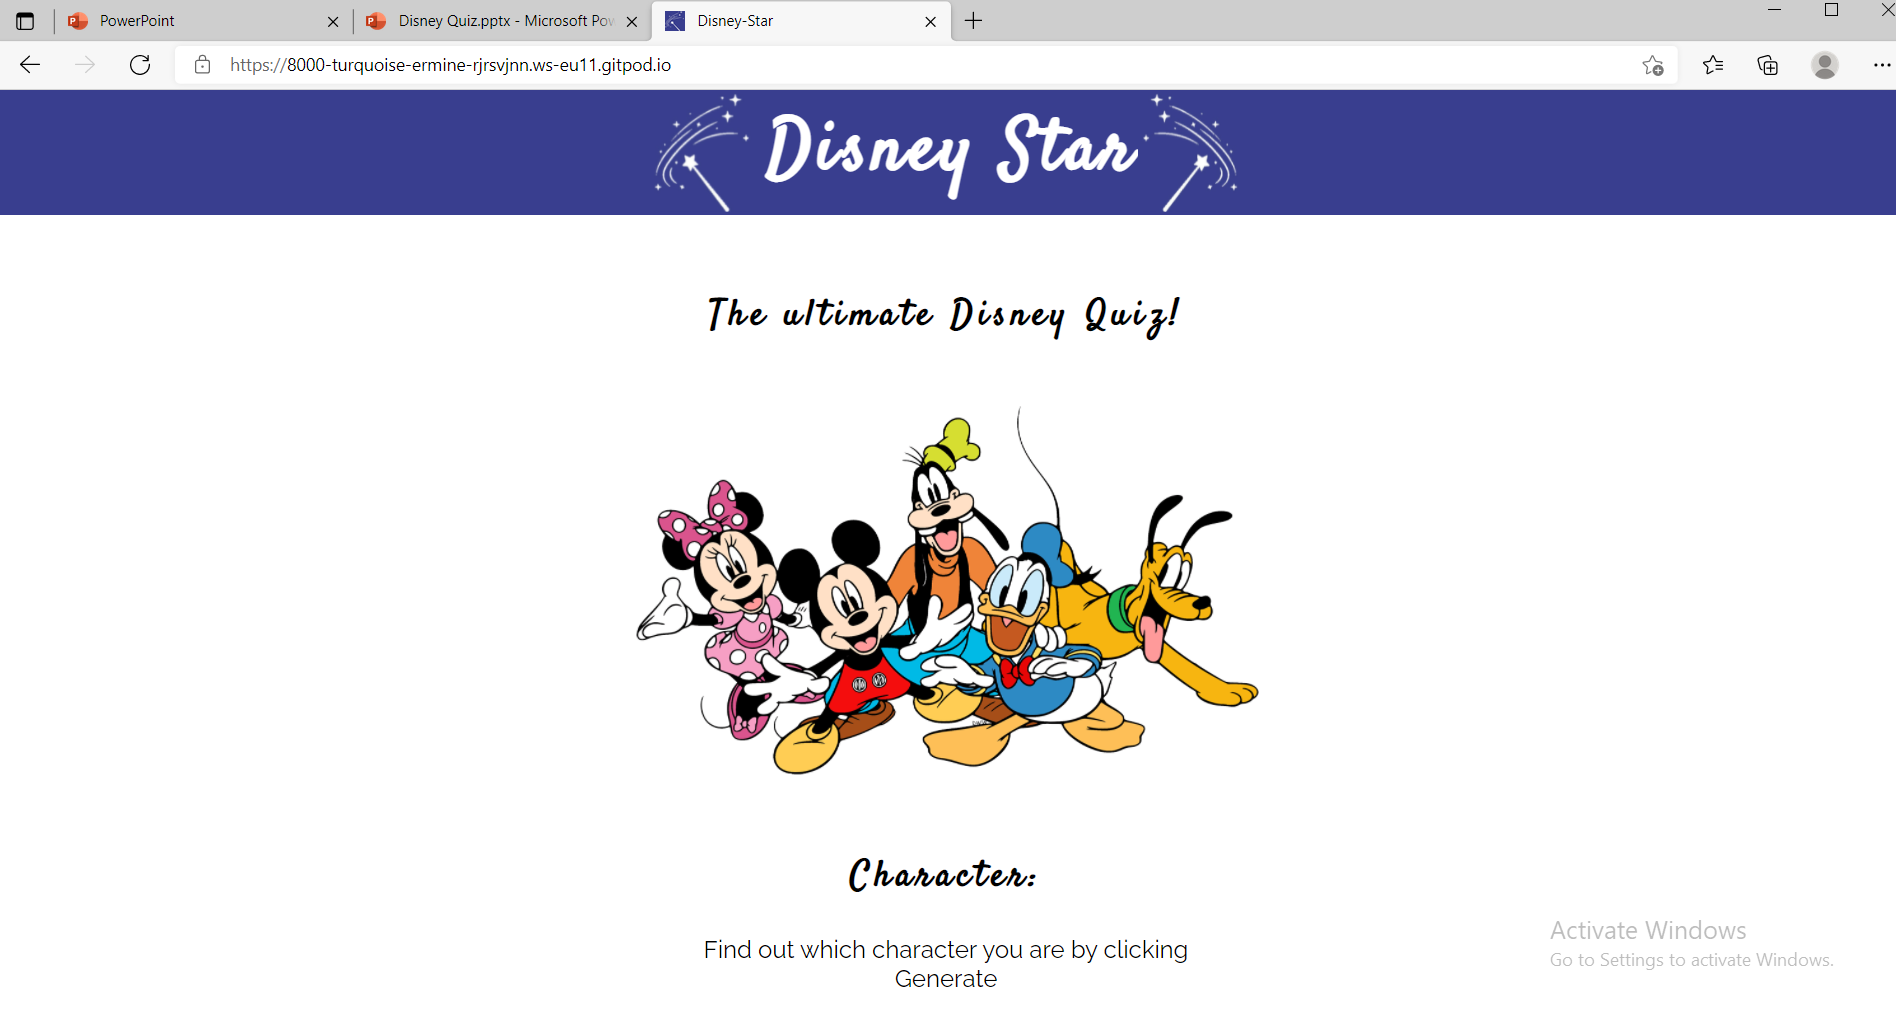 PowerPoint
Disney Quiz.pptx - Microsoft Pow
Disney-Star
https://8000-turquoise-ermine-rjrsvjnn.ws-eu11.gitpod.io
Disney Star
The ultimate Disney Quiz!
Character:
Find out which character you are by clicking
Generate
Activate Windows
Go to Settings to activate Windows.